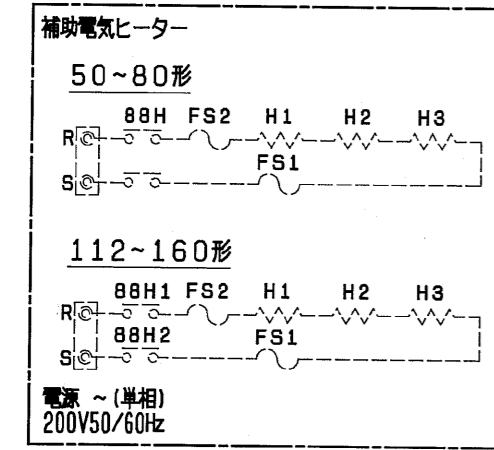 補助電気ヒーター
50~80形
88H FS2 H1 H2 H3
R
FS1
S
112~160形
88H1 FS2 H1 H2 H3
R
88H2 FS1
S
電源 ~(単相)
200V50/60Hz